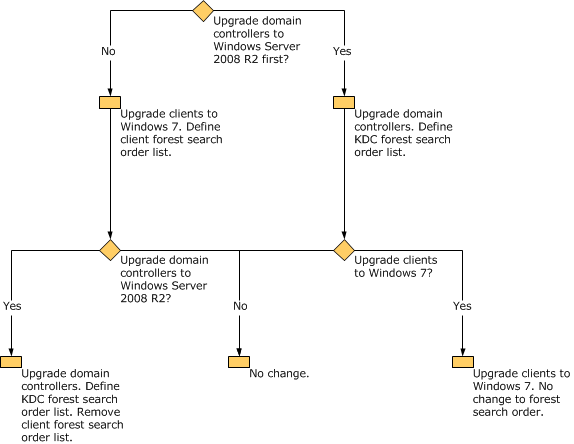 Upgrade domain
controllers to
Windows Server
2008 R2 first?
No
Yes
Upgrade clients to
Windows 7. Define
client forest search
order list.
Upgrade domain
controllers. Define
KDC forest search
order list.
Upgrade domain
controllers to
Windows Server
2008 R2?
Upgrade clients
to Windows 7?
Yes
No
Yes
Upgrade domain
controllers. Define
KDC forest search
order list. Remove
client forest search
order list.
No change.
Upgrade clients to
Windows 7. No
change to forest
search order.